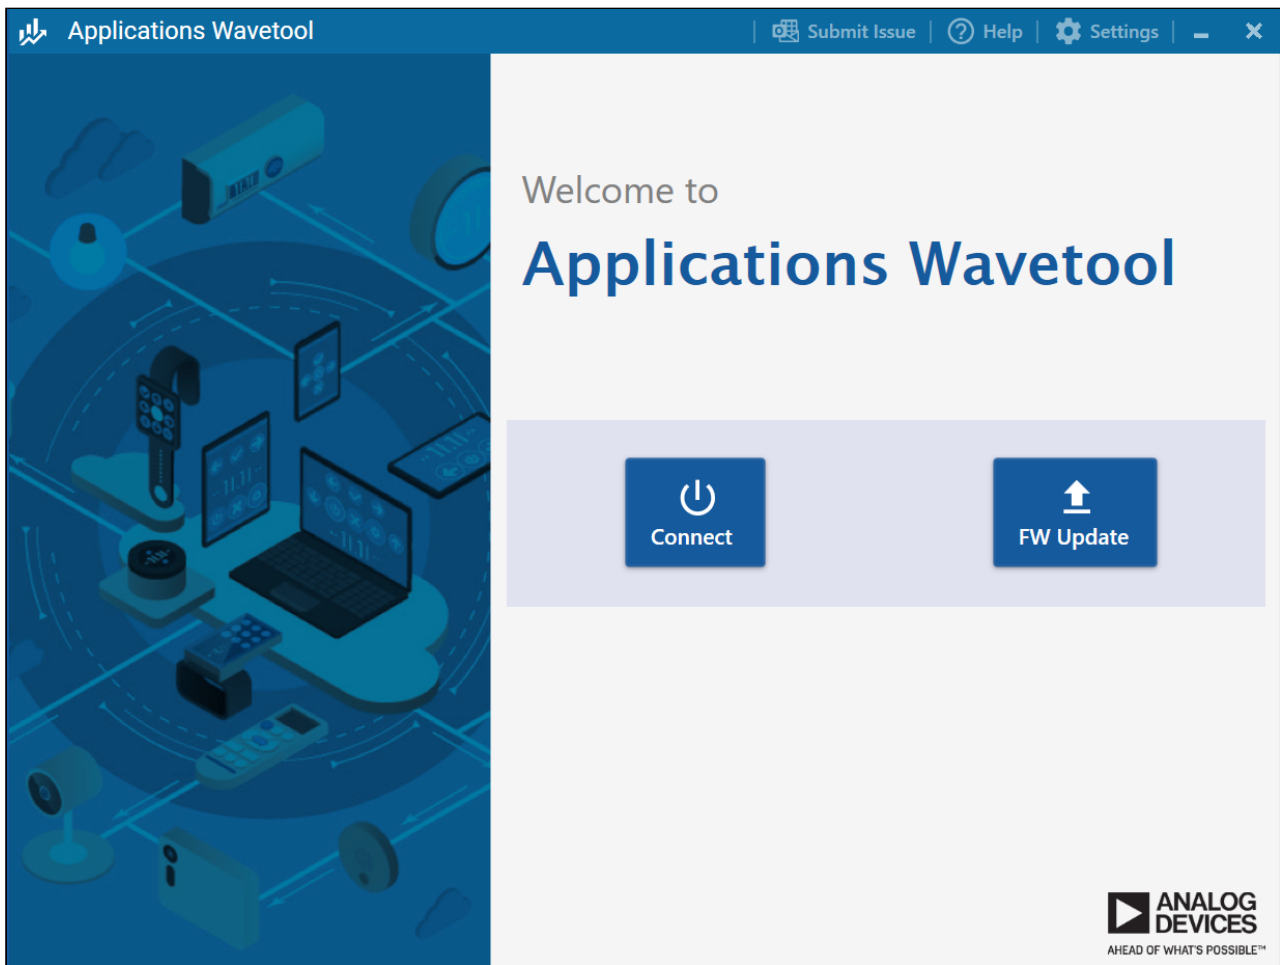 Applications Wavetool
Submit Issue
Help
Settings
Welcome to
Applications Wavetool
Connect
FW Update
ANALOG
DEVICES
AHEAD OF WHAT'S POSSIBLE™